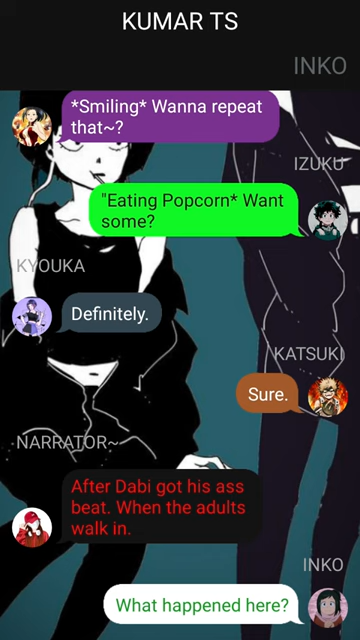 KUMAR TS
INKO
*Smiling* Wanna repeat
that~?
IZUKU
"Eating Popcorn* Want
some?
KYOUKA
Definitely.
KATSUKI
Sure.
NARRATOR~
After Dabi got his ass
beat. When the adults
walk in.
INKO
What happened here?